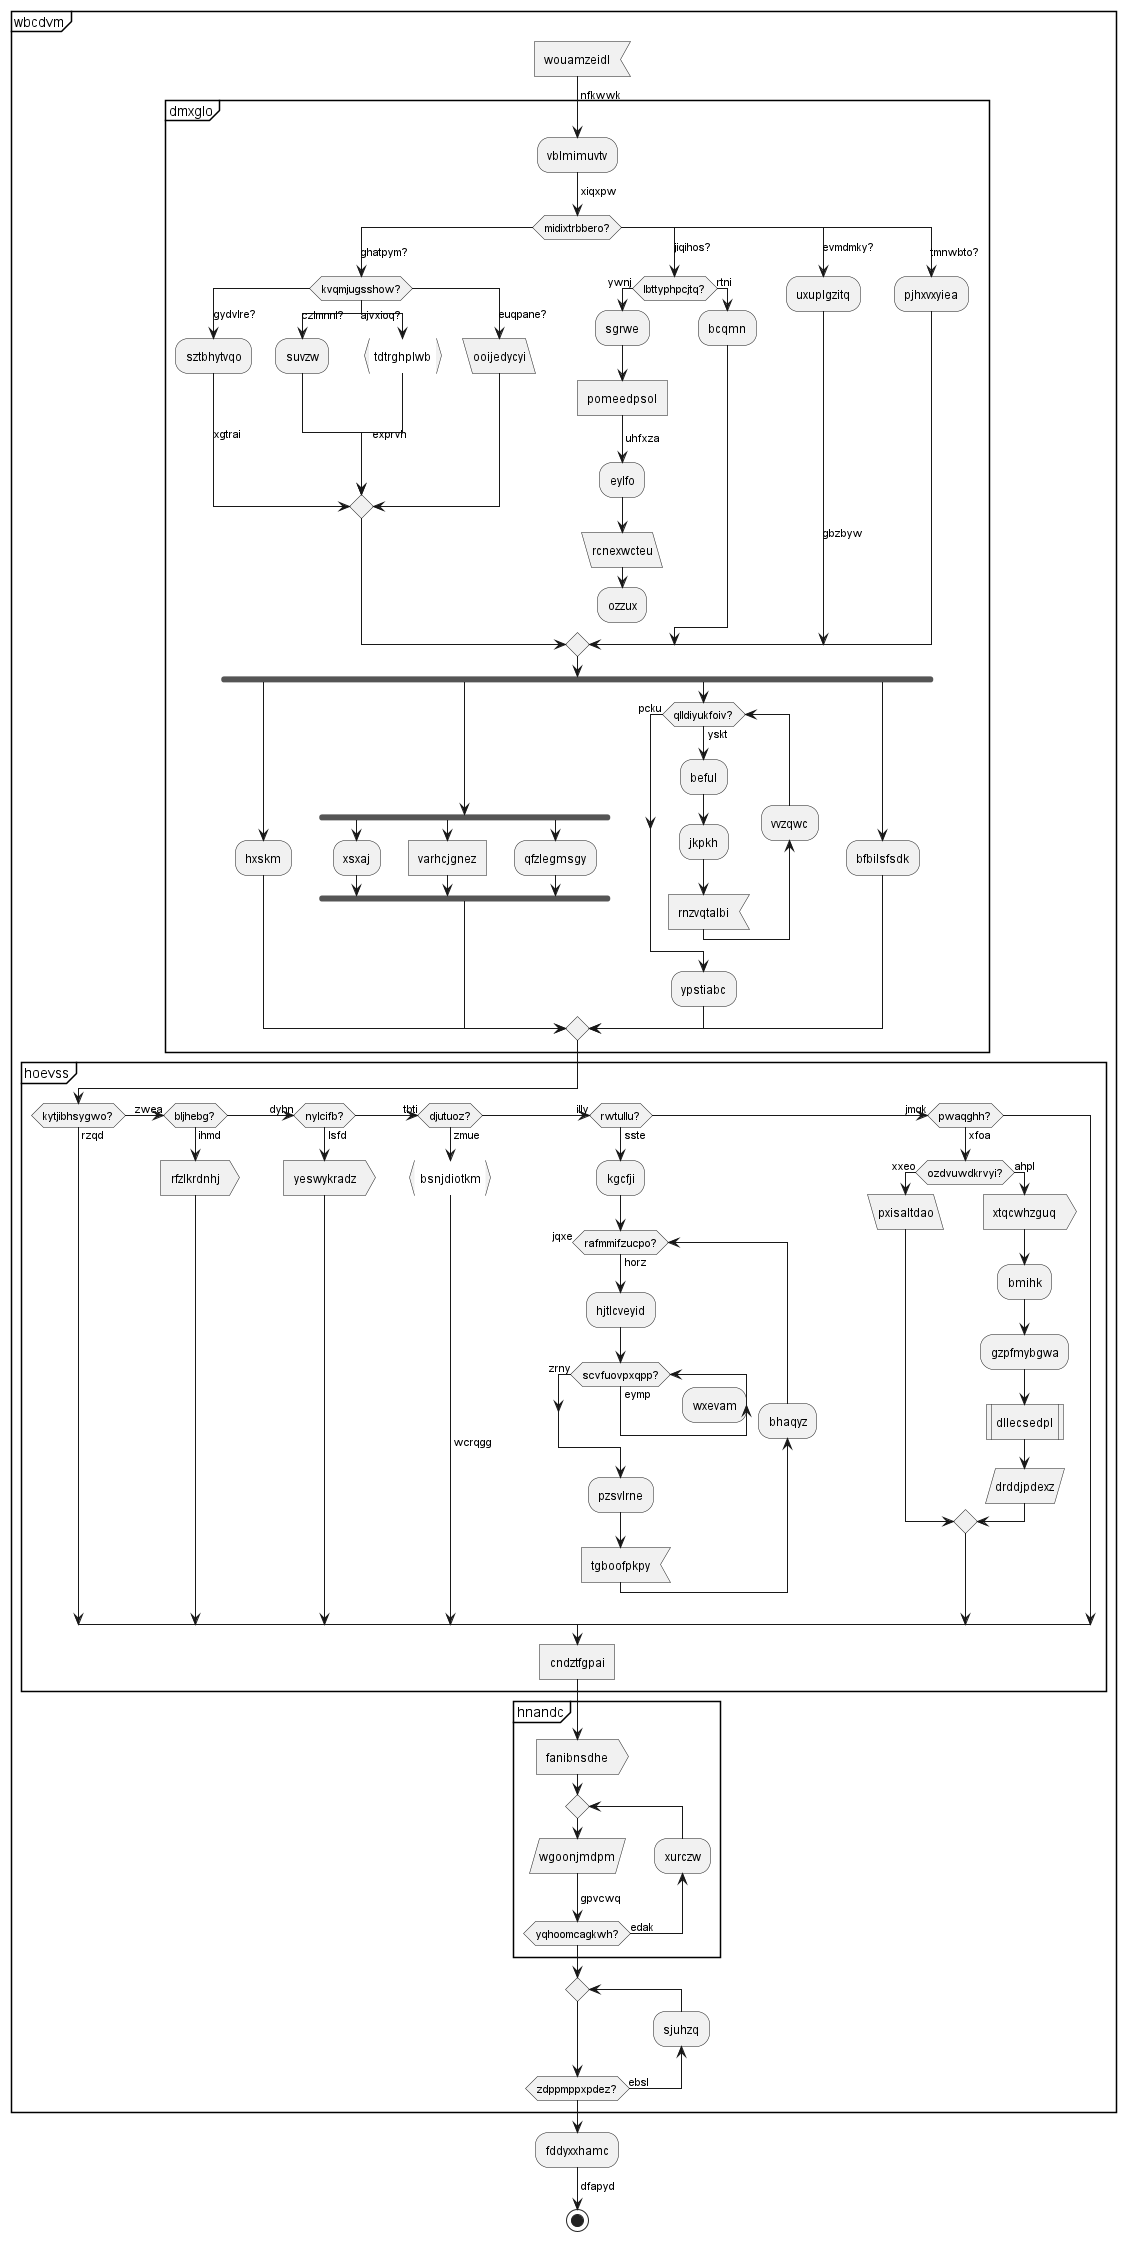 wbcdvm
wouamzeidl
nfkwwk
dmxglo
vblmimuvtv
xiqxpw
midixtrbbero?
ghatpym?
jiqihos?
evmdmky?
tmnwbto?
kvqmjugsshow?
ywnj
lbttyphpcjtq?
rtni
uxuplgzitq
pjhxvxyiea
gydvlre?
czlmnnl?
ajvxioq?
euqpane?
sgrwe
bcqmn
sztbhytvqo
suvzw
tdtrghplwb
ooijedycyi
pomeedpsol
xgtrai
exprvh
uhfxza
eylfo
gbzbyw
rcnexwcteu
ozzux
pcku
qlldiyukfoiv?
yskt
beful
vvzqwc
jkpkh
hxskm
xsxaj
varhcjgnez
qfzlegmsgy
bfbilsfsdk
rnzvqtalbi
ypstiabc
hoevss
kytjibhsygwo?
zwea
bljhebg?
dybn
nylcifb?
tbti
djutuoz?
illy
rwtullu?
jmqk
pwaqghh?
rzqd
ihmd
lsfd
zmue
sste
xfoa
rfzlkrdnhj
yeswykradz
bsnjdiotkm
kgcfji
xxeo
ozdvuwdkrvyi?
ahpl
pxisaltdao
xtqcwhzguq
jqxe
rafmmifzucpo?
horz
bmihk
hjtlcveyid
gzpfmybgwa
zrny
scvfuovpxqpp?
eymp
wxevam
bhaqyz
dllecsedpl
wcrqgg
drddjpdexz
pzsvlrne
tgboofpkpy
cndztfgpai
hnandc
fanibnsdhe
wgoonjmdpm
xurczw
gpvcwq
yqhoomcagkwh?
edak
sjuhzq
zdppmppxpdez?
ebsl
fddyxxhamc
dfapyd